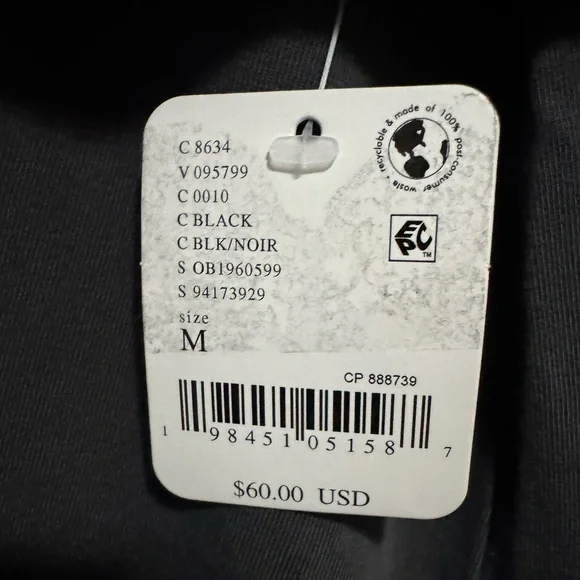 C 8634
V 095799
C 0010
C BLACK
C BLK/NOIR
S OB1960599
S 94173929
size
M
recyclable & made of 100% post-consumer waste •
EPC
TM
CP 888739
1 98451 05158 7
$60.00 USD